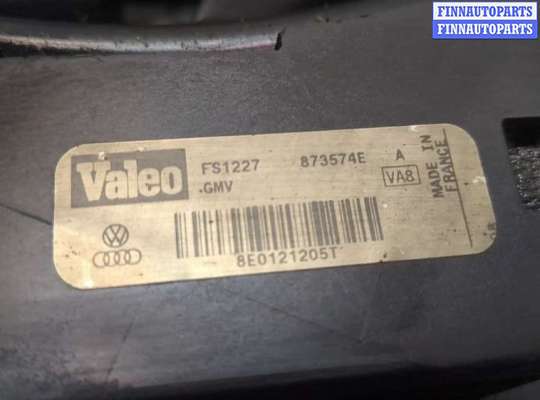 FINNAUTOPARTS
FINNAUTOPARTS
Valeo FS1227 873574E A
.GMV VA8
MADE IN
FRANCE
8E0121205T